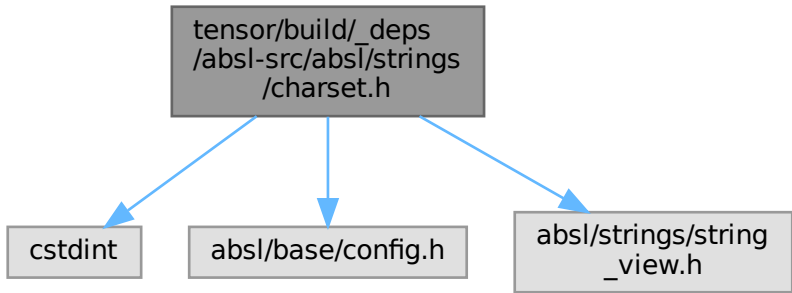 tensor/build/_deps
/absl-src/absl/strings
/charset.h
cstdint
absl/base/config.h
absl/strings/string
_view.h